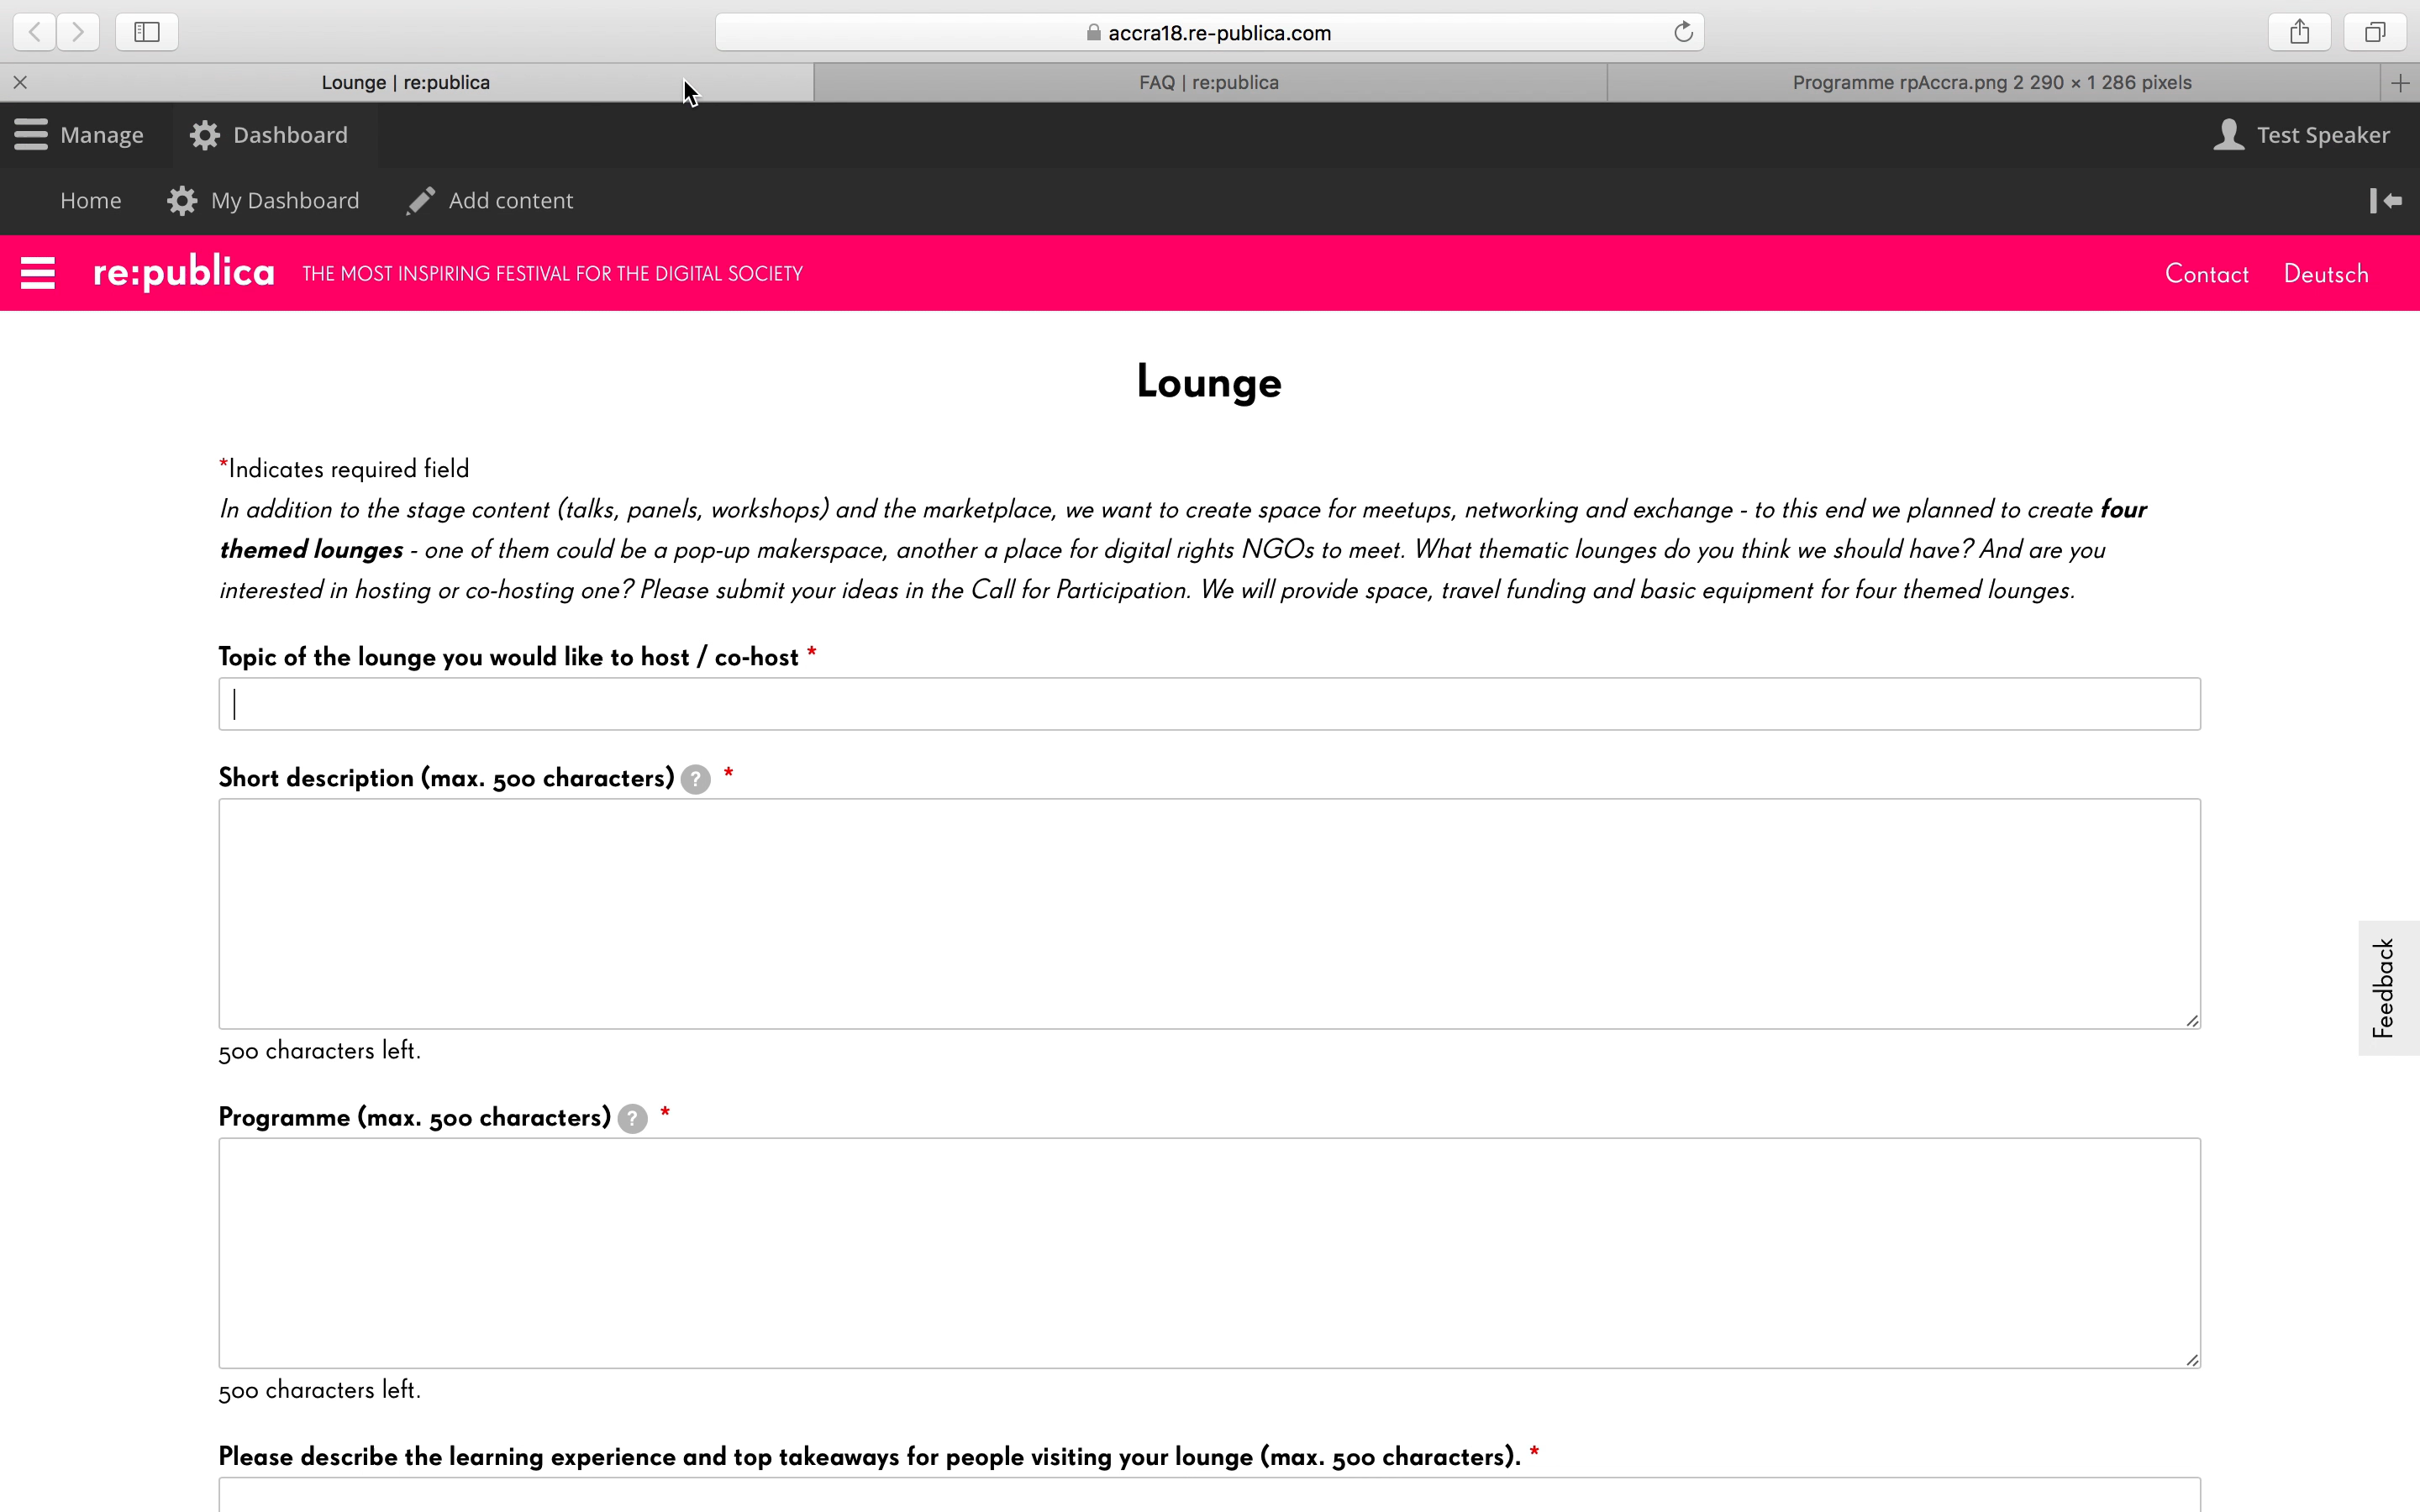 accra18.re-publica.com
Lounge | re:publica
FAQ | re:publica
Programme rpAccra.png 2 290 × 1 286 pixels
Manage
Dashboard
Test Speaker
Home
My Dashboard
Add content
re:publica
THE MOST INSPIRING FESTIVAL FOR THE DIGITAL SOCIETY
Contact
Deutsch
Lounge
*Indicates required field
In addition to the stage content (talks, panels, workshops) and the marketplace, we want to create space for meetups, networking and exchange - to this end we planned to create four
themed lounges - one of them could be a pop-up makerspace, another a place for digital rights NGOs to meet. What thematic lounges do you think we should have? And are you
interested in hosting or co-hosting one? Please submit your ideas in the Call for Participation. We will provide space, travel funding and basic equipment for four themed lounges.
Topic of the lounge you would like to host / co-host *
Short description (max. 500 characters) ? *
500 characters left.
Feedback
Programme (max. 500 characters) ? *
500 characters left.
Please describe the learning experience and top takeaways for people visiting your lounge (max. 500 characters). *